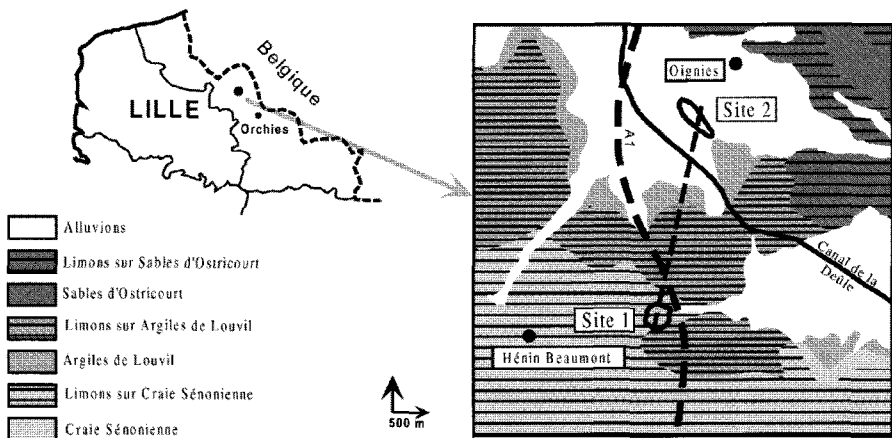 Belgique
LILLE
Orchies
Alluvions
Limons sur Sables d'Ostricourt
Sables d'Ostricourt
Limons sur Argiles de Louvil
Argiles de Louvil
Limons sur Craie Sénonienne
Craie Sénonienne
500 m
Oignies
Site 2
A1
Canal de la
Deûle
Site 1
Hénin Beaumont